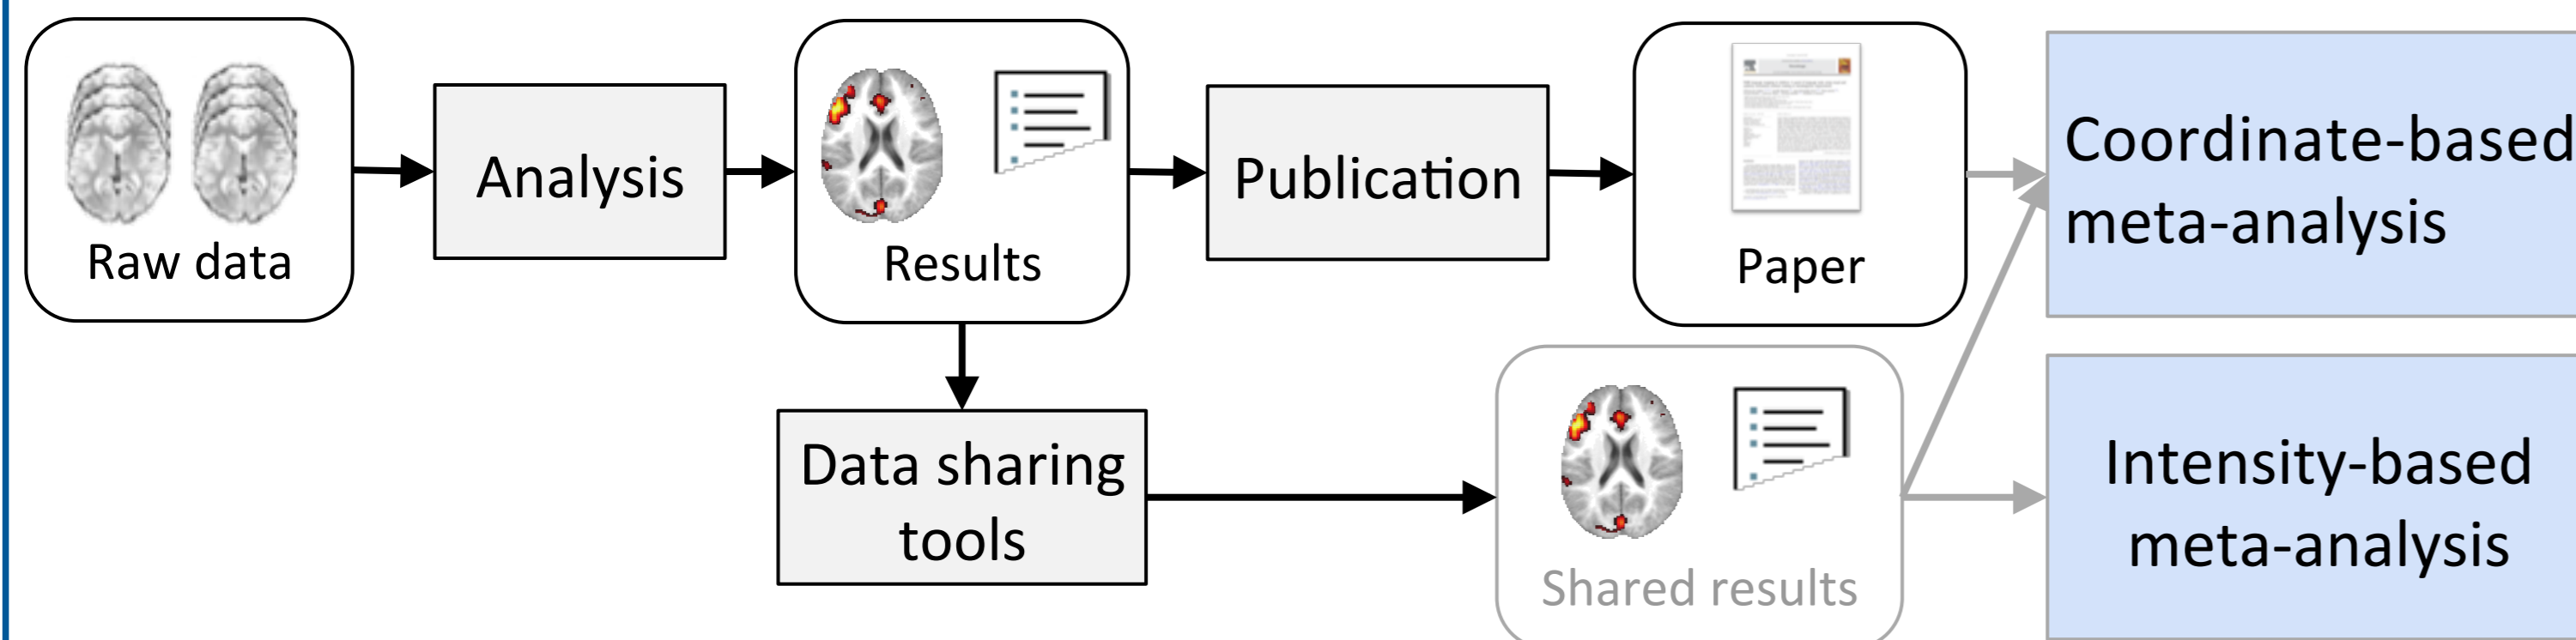 Raw data
Analysis
Results
Publication
Paper
Coordinate-based
meta-analysis
Data sharing
tools
Shared results
Intensity-based
meta-analysis